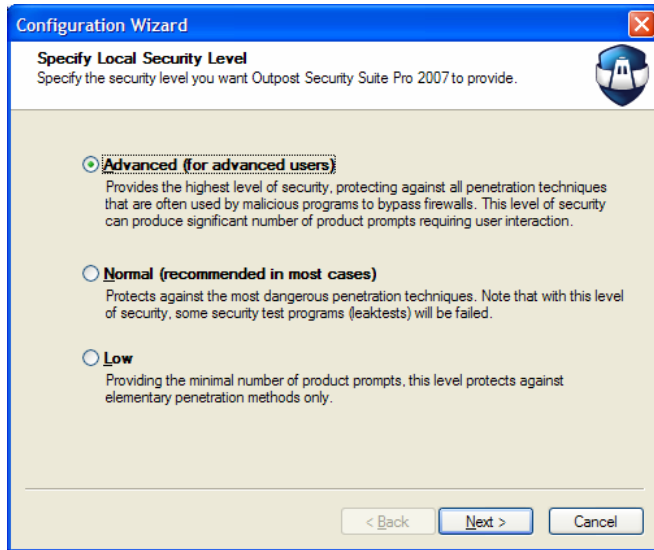 Configuration Wizard
Specify Local Security Level
Specify the security level you want Outpost Security Suite Pro 2007 to provide.
Advanced (for advanced users)
Provides the highest level of security, protecting against all penetration techniques
that are often used by malicious programs to bypass firewalls. This level of security
can produce significant number of product prompts requiring user interaction.
Normal (recommended in most cases)
Protects against the most dangerous penetration techniques. Note that with this level
of security, some security test programs (leaktests) will be failed.
Low
Providing the minimal number of product prompts, this level protects against
elementary penetration methods only.
< Back Next > Cancel